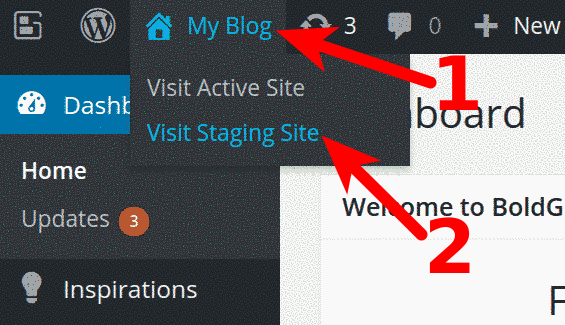 My Blog 3 0 New
1
Visit Active Site
Dashb
board
Visit Staging Site
Home
Welcome to BoldG
Updates 3
2
Inspirations
F